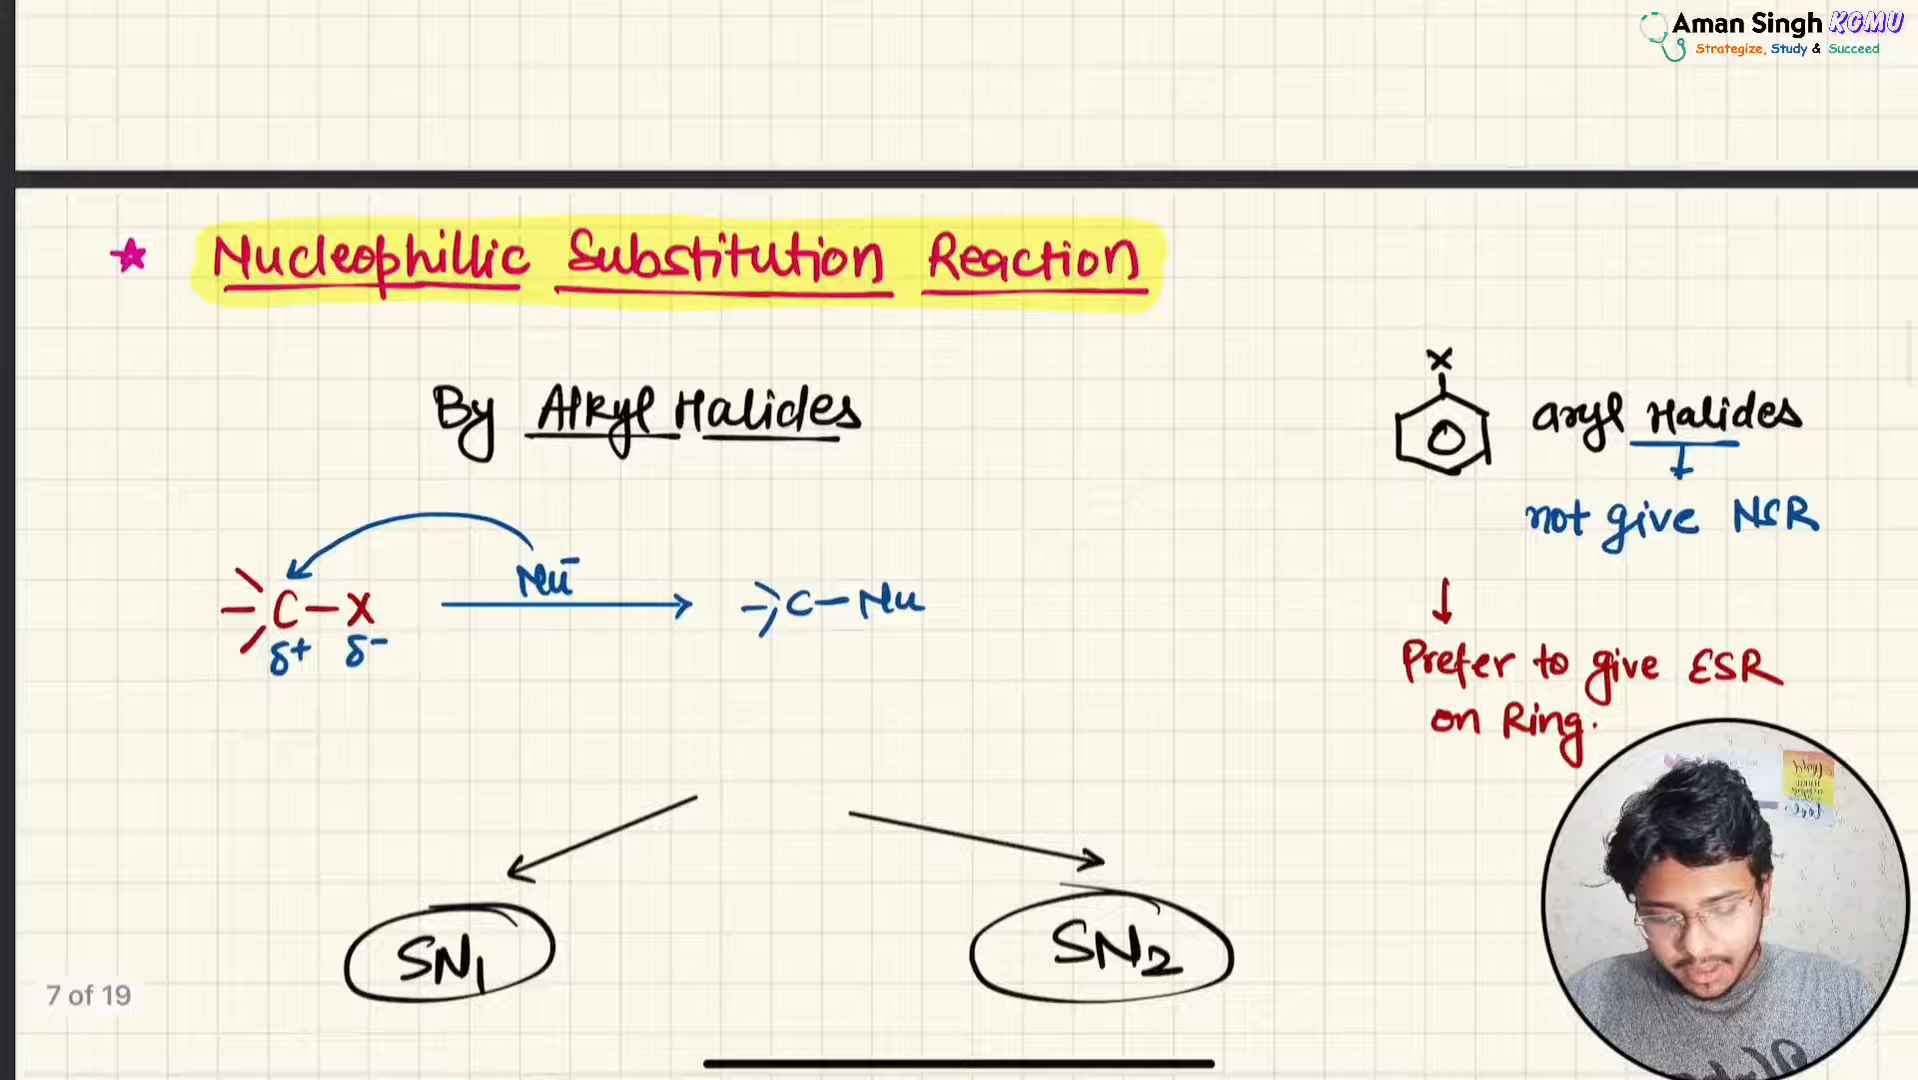 Aman Singh KGMU
Strategize, Study & Succeed
Nucleophillic Substitution Reaction
By Alkyl Halides
X
aryl Halides
not give NSR
Nu⁻
C-X
δ+ δ-
C-Nu
Prefer to give ESR
on Ring.
SN1
SN2
7 of 19